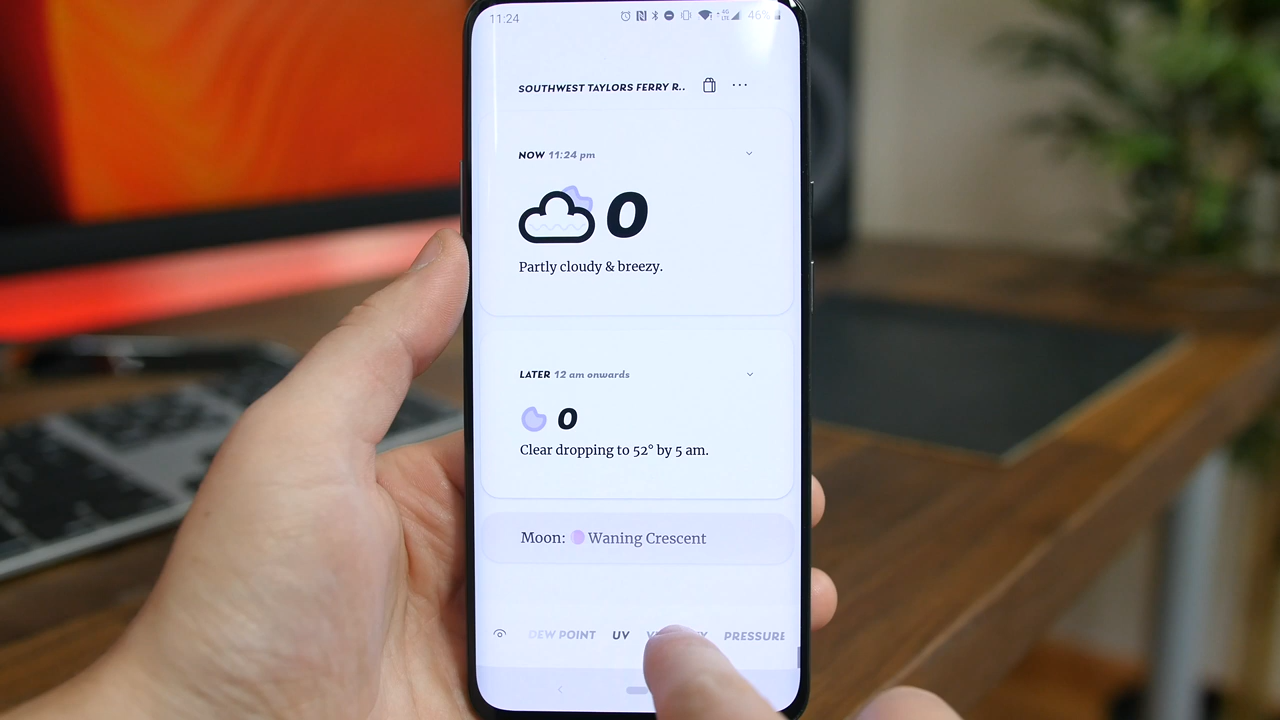 11:24
46%
SOUTHWEST TAYLORS FERRY R..
NOW 11:24 pm
0
Partly cloudy & breezy.
LATER 12 am onwards
0
Clear dropping to 52° by 5 am.
Moon: Waning Crescent
DEW POINT UV PRESSURE